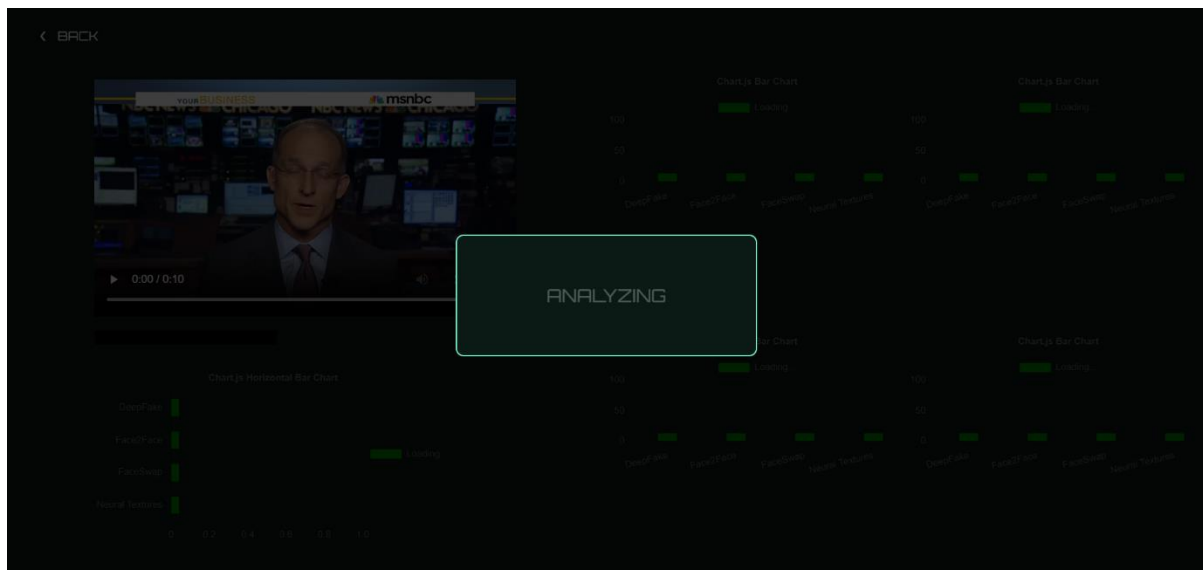 BACK
YOUR BUSINESS msnbc
NBC NEWS CHICAGO NBC NEWS CHICAGO
0:00 / 0:10
Chart.js Horizontal Bar Chart
DeepFake
Face2Face
FaceSwap
Neural Textures
Loading
0 0.2 0.4 0.6 0.8 1.0
Chart.js Bar Chart
Loading
100
50
0
DeepFake Face2Face FaceSwap Neural Textures
Chart.js Bar Chart
Loading
100
50
0
DeepFake Face2Face FaceSwap Neural Textures
ANALYZING
Bar Chart
Loading
100
50
0
DeepFake Face2Face FaceSwap Neural Textures
Chart.js Bar Chart
Loading
100
50
0
DeepFake Face2Face FaceSwap Neural Textures